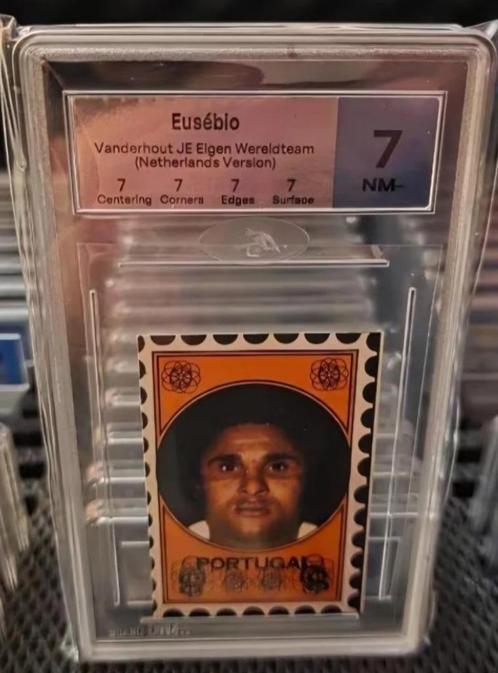 Eusébio
Vanderhout JE Eigen Wereldteam
(Netherlands Version)
7 7 7 7
Centering Corners Edges Surface
7
NM-
PORTUGAL